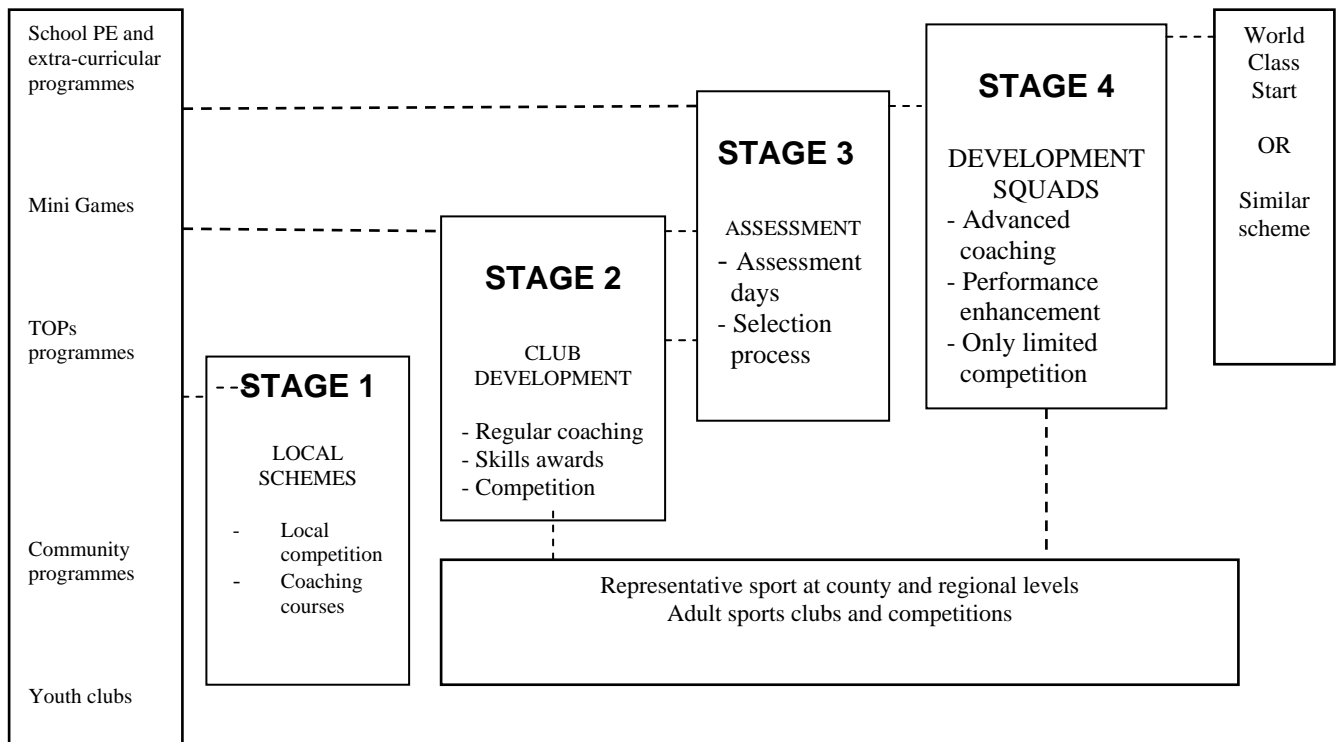 School PE and
extra-curricular
programmes
Mini Games
TOPs
programmes
Community
programmes
Youth clubs
STAGE 1
LOCAL
SCHEMES
- Local
competition
- Coaching
courses
STAGE 2
CLUB
DEVELOPMENT
- Regular coaching
- Skills awards
- Competition
STAGE 3
ASSESSMENT
- Assessment
days
- Selection
process
STAGE 4
DEVELOPMENT
SQUADS
- Advanced
coaching
- Performance
enhancement
- Only limited
competition
World
Class
Start
OR
Similar
scheme
Representative sport at county and regional levels
Adult sports clubs and competitions